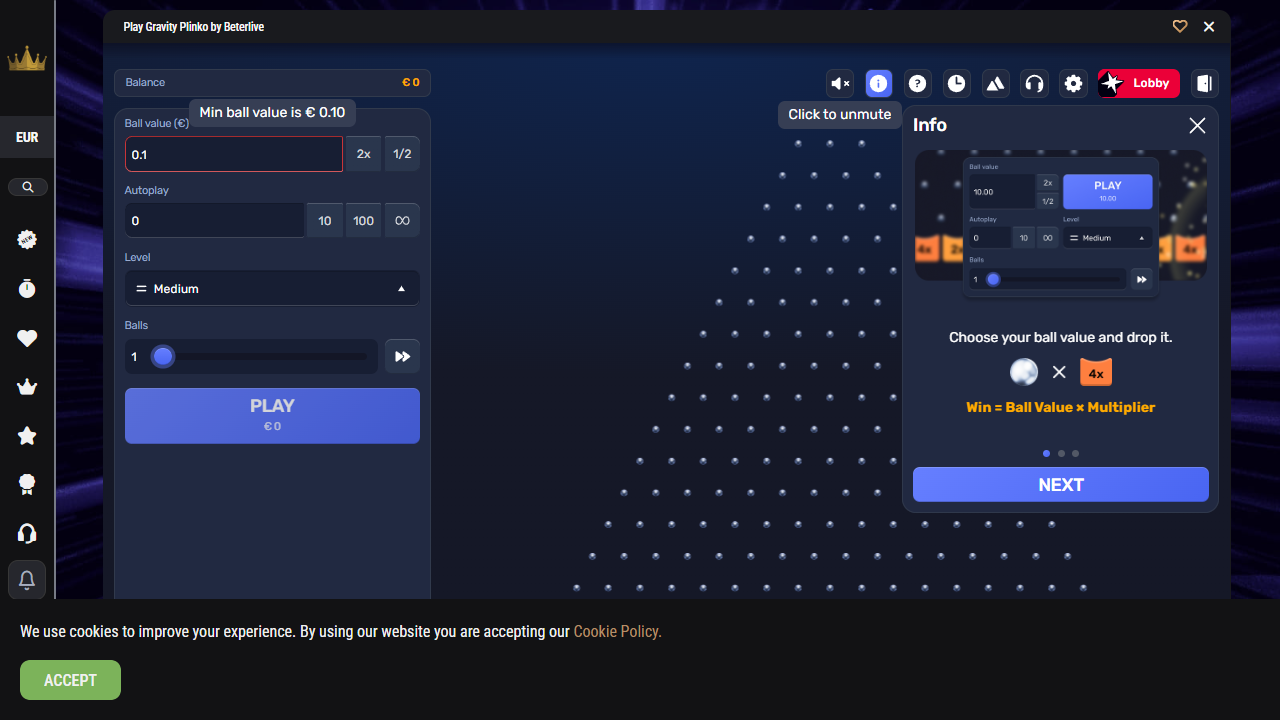 Play Gravity Plinko by Beterlive
Balance
€ 0
Min ball value is € 0.10
Ball value (€)
0.1
2x
1/2
Autoplay
0
10
100
∞
Level
Medium
Balls
1
PLAY
€ 0
EUR
NEW
Lobby
Click to unmute
Info
Ball value
10.00
2x
1/2
PLAY
10.00
Autoplay
Level
0
10
∞
Medium
Balls
1
4x
2x
4x
Choose your ball value and drop it.
4x
Win = Ball Value × Multiplier
NEXT
We use cookies to improve your experience. By using our website you are accepting our Cookie Policy.
ACCEPT